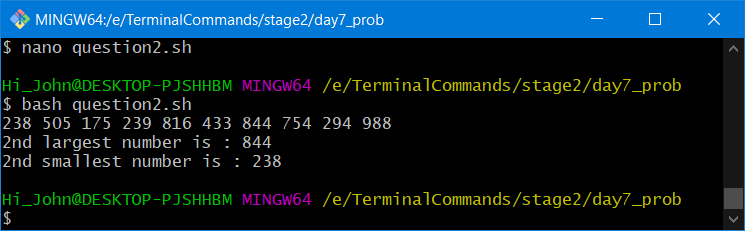 MINGW64:/e/TerminalCommands/stage2/day7_prob
$ nano question2.sh
Hi_John@DESKTOP-PJSHHBM MINGW64 /e/TerminalCommands/stage2/day7_prob
$ bash question2.sh
238 505 175 239 816 433 844 754 294 988
2nd largest number is : 844
2nd smallest number is : 238
Hi_John@DESKTOP-PJSHHBM MINGW64 /e/TerminalCommands/stage2/day7_prob
$